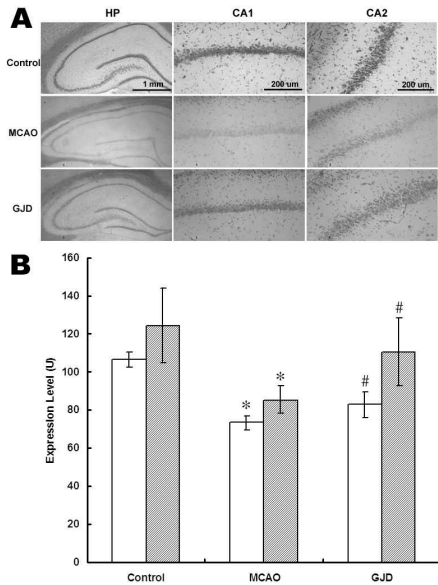 A
HP CA1 CA2
Control
1 mm 200 um 200 um
MCAO
GJD
B
Expression Level (U)
160
140
120
100
80
60
40
20
0
* * # #
Control MCAO GJD